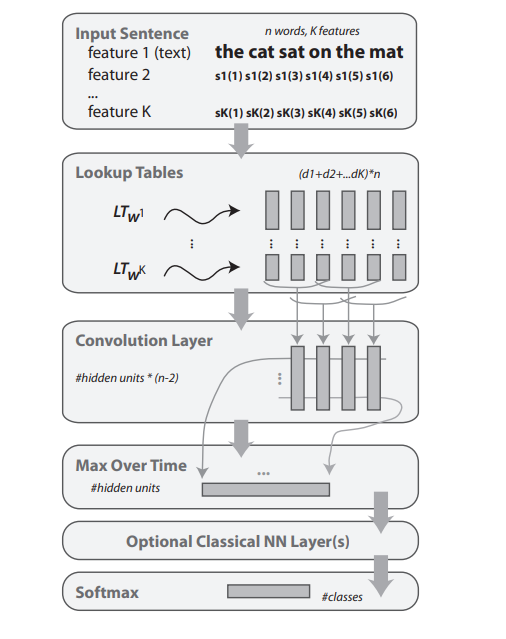 Input Sentence
n words, K features
feature 1 (text) the cat sat on the mat
feature 2 s1(1) s1(2) s1(3) s1(4) s1(5) s1(6)
...
feature K sK(1) sK(2) sK(3) sK(4) sK(5) sK(6)
Lookup Tables
(d1+d2+...dK)*n
LTW1
LTWK
Convolution Layer
#hidden units * (n-2)
Max Over Time
...
#hidden units
Optional Classical NN Layer(s)
Softmax
#classes